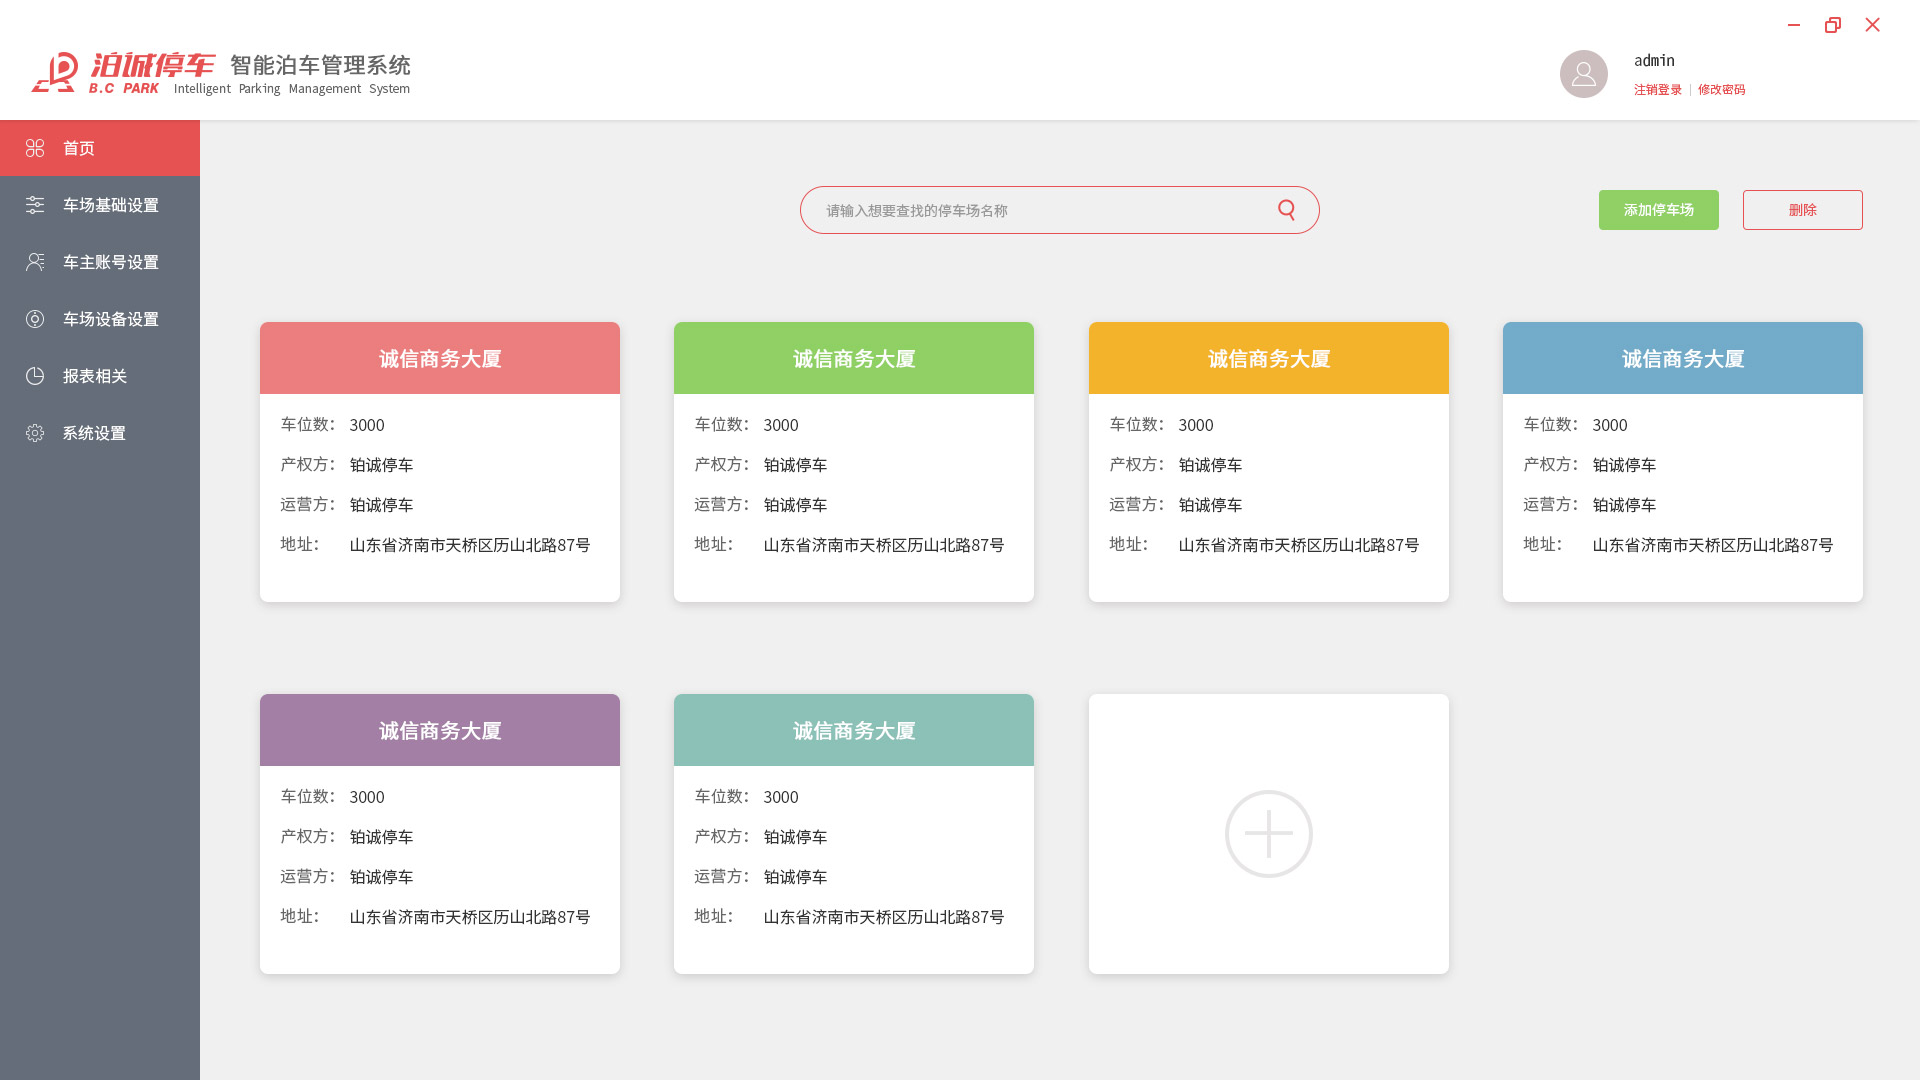 泊诚停车 智能泊车管理系统
B.C PARK Intelligent Parking Management System
admin
注销登录 | 修改密码
首页
车场基础设置
车主账号设置
车场设备设置
报表相关
系统设置
请输入想要查找的停车场名称
添加停车场
删除
诚信商务大厦
车位数： 3000
产权方： 铂诚停车
运营方： 铂诚停车
地址： 山东省济南市天桥区历山北路87号
诚信商务大厦
车位数： 3000
产权方： 铂诚停车
运营方： 铂诚停车
地址： 山东省济南市天桥区历山北路87号
诚信商务大厦
车位数： 3000
产权方： 铂诚停车
运营方： 铂诚停车
地址： 山东省济南市天桥区历山北路87号
诚信商务大厦
车位数： 3000
产权方： 铂诚停车
运营方： 铂诚停车
地址： 山东省济南市天桥区历山北路87号
诚信商务大厦
车位数： 3000
产权方： 铂诚停车
运营方： 铂诚停车
地址： 山东省济南市天桥区历山北路87号
诚信商务大厦
车位数： 3000
产权方： 铂诚停车
运营方： 铂诚停车
地址： 山东省济南市天桥区历山北路87号